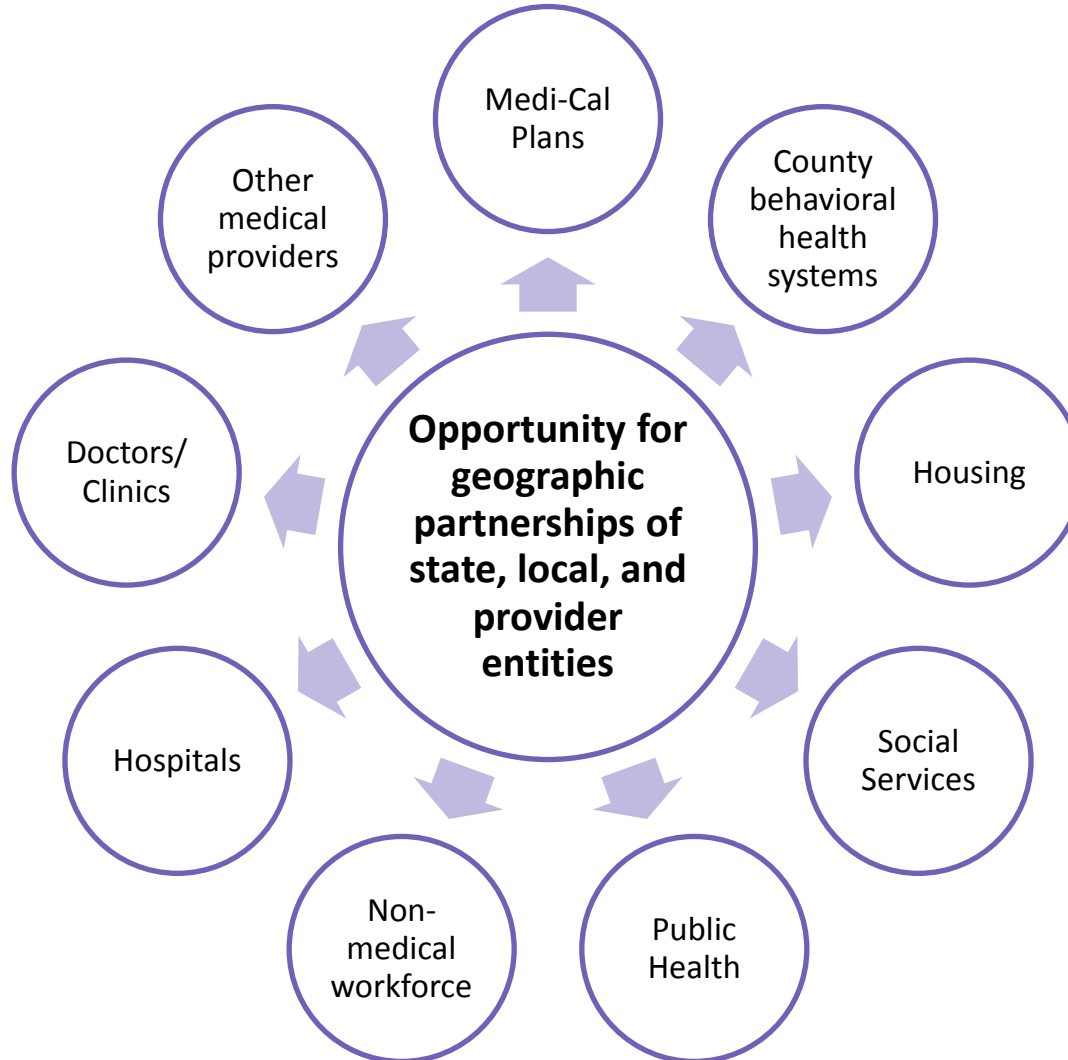 Medi-Cal
Plans
County
behavioral
health
systems
Housing
Social
Services
Public
Health
Non-
medical
workforce
Hospitals
Doctors/
Clinics
Other
medical
providers
Opportunity for
geographic
partnerships of
state, local, and
provider
entities